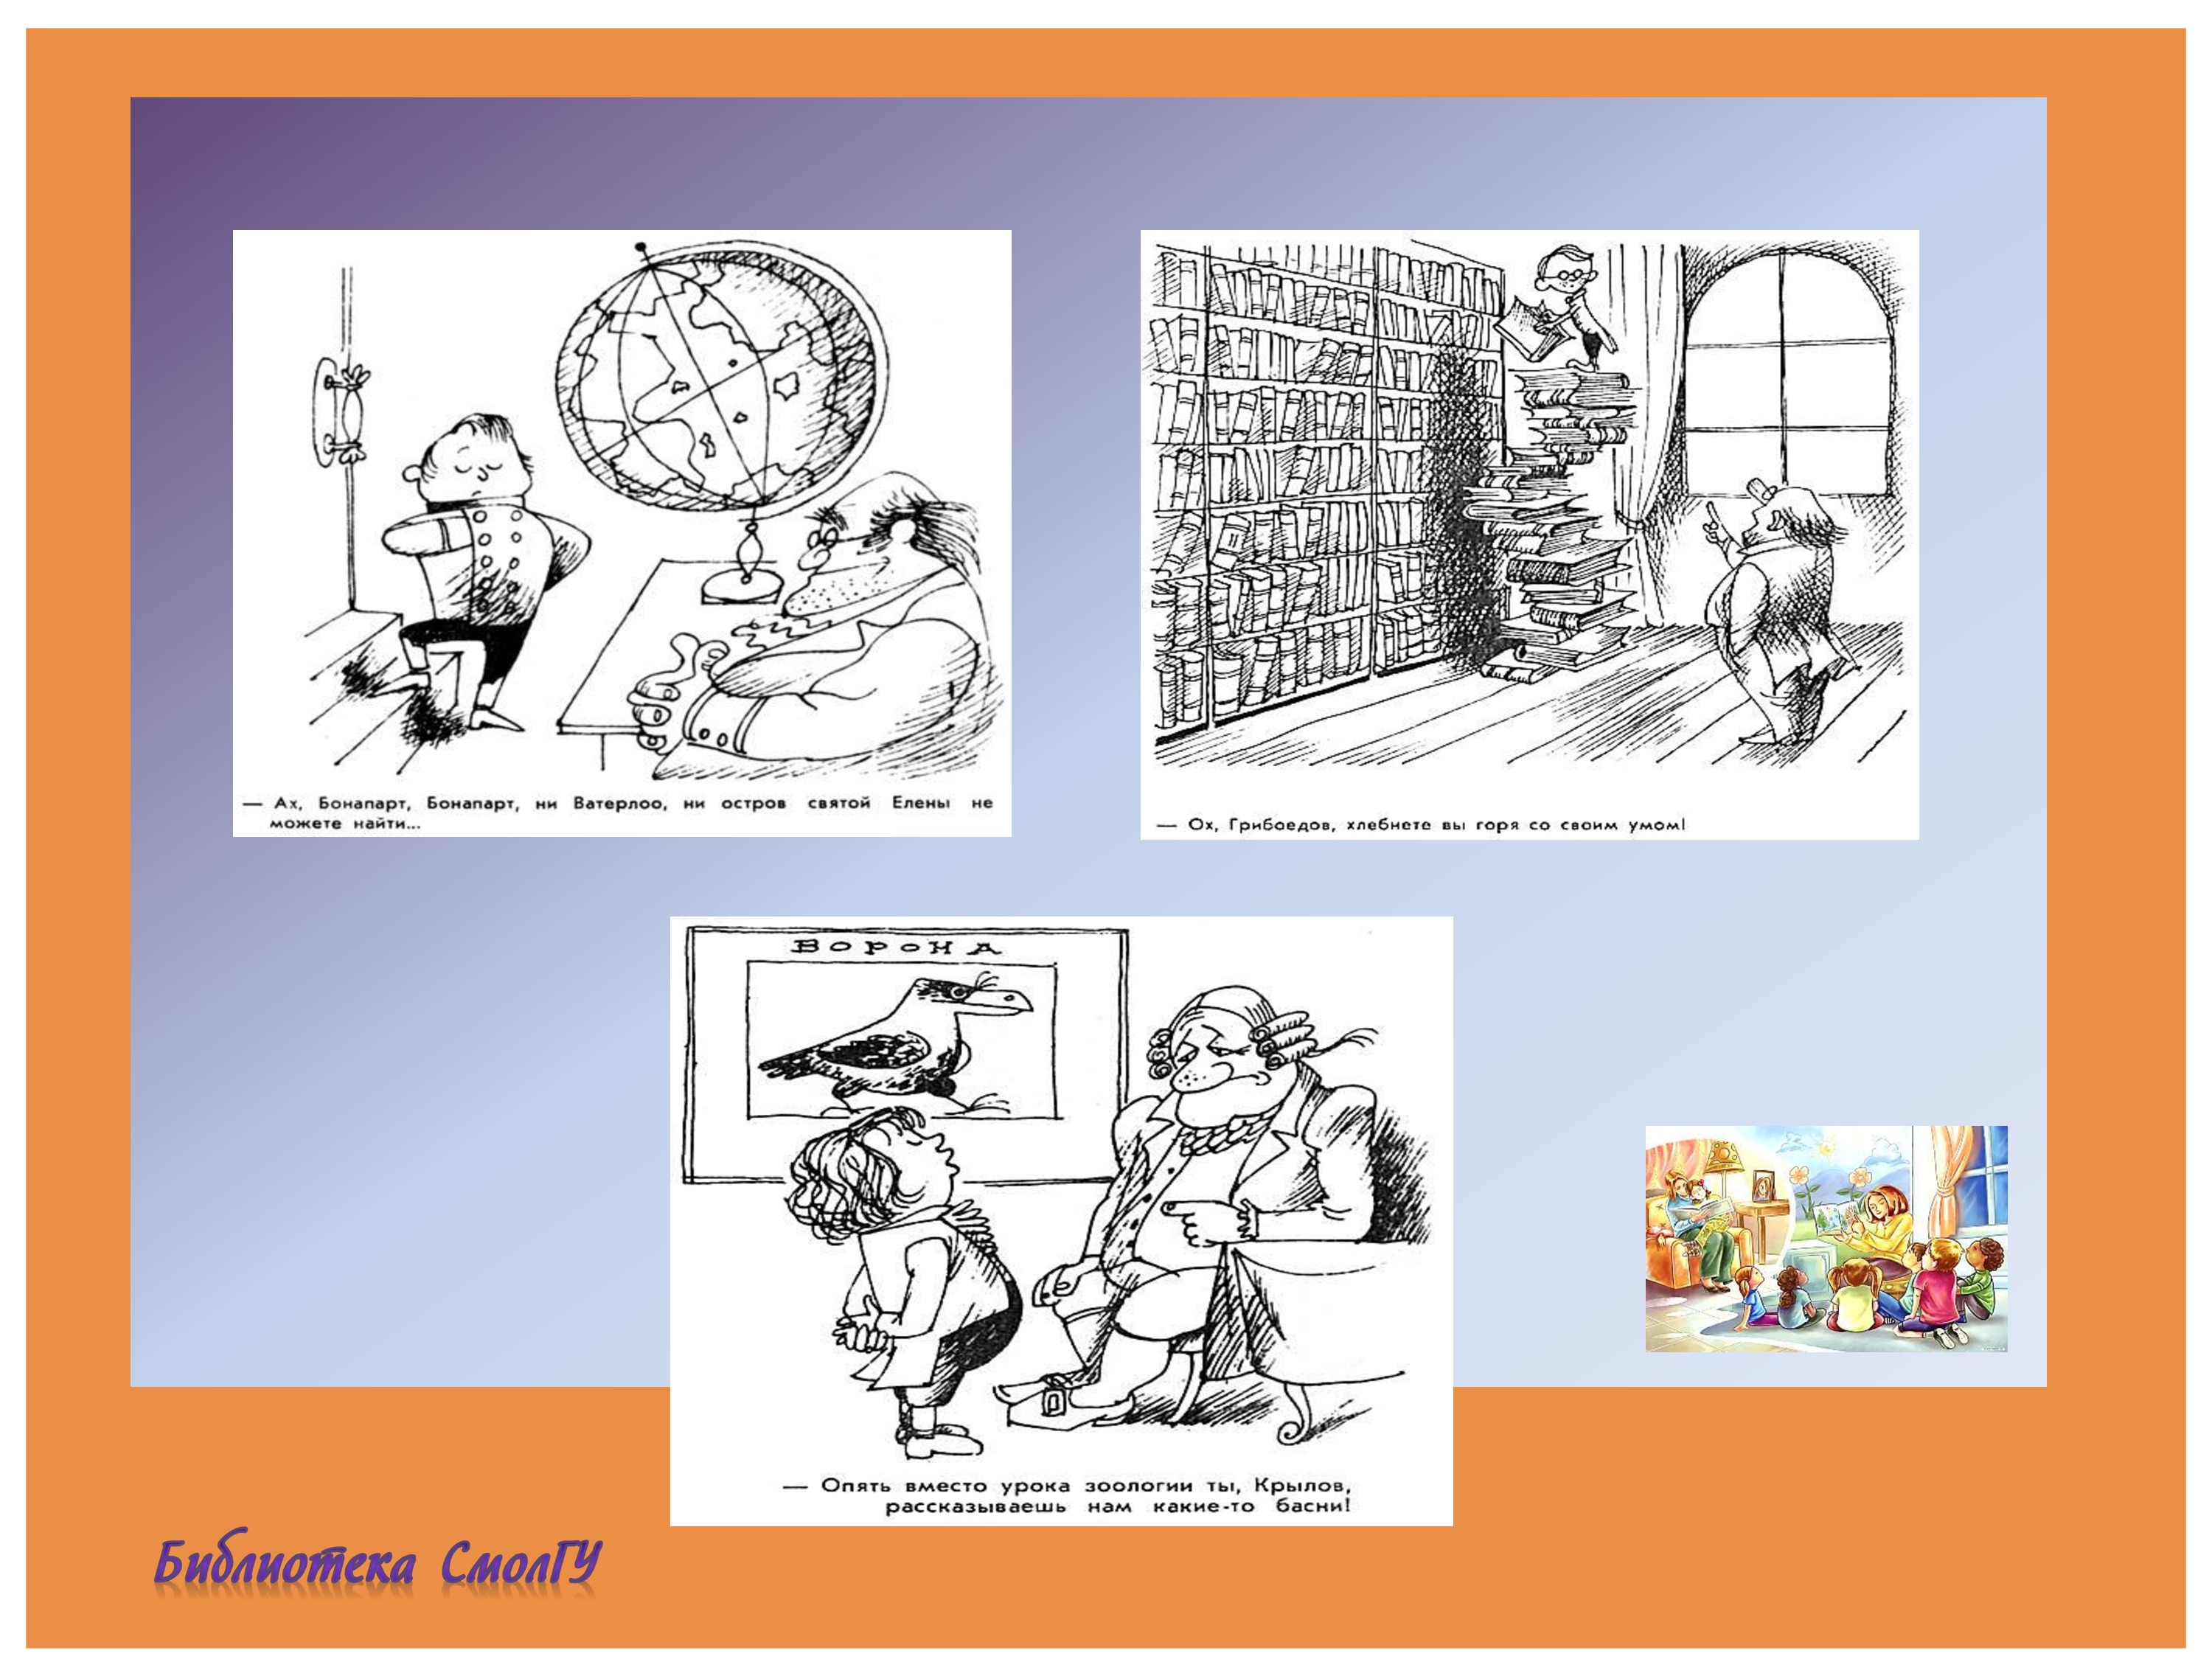 — Ах, Бонапарт, Бонапарт, ни Ватерлоо, ни остров святой Елены не
можете найти...
— Ох, Грибоедов, хлебнете вы горя со своим умом!
ВОРОНА
— Опять вместо урока зоологии ты, Крылов,
рассказываешь нам какие-то басни!
Библиотека СмолГУ